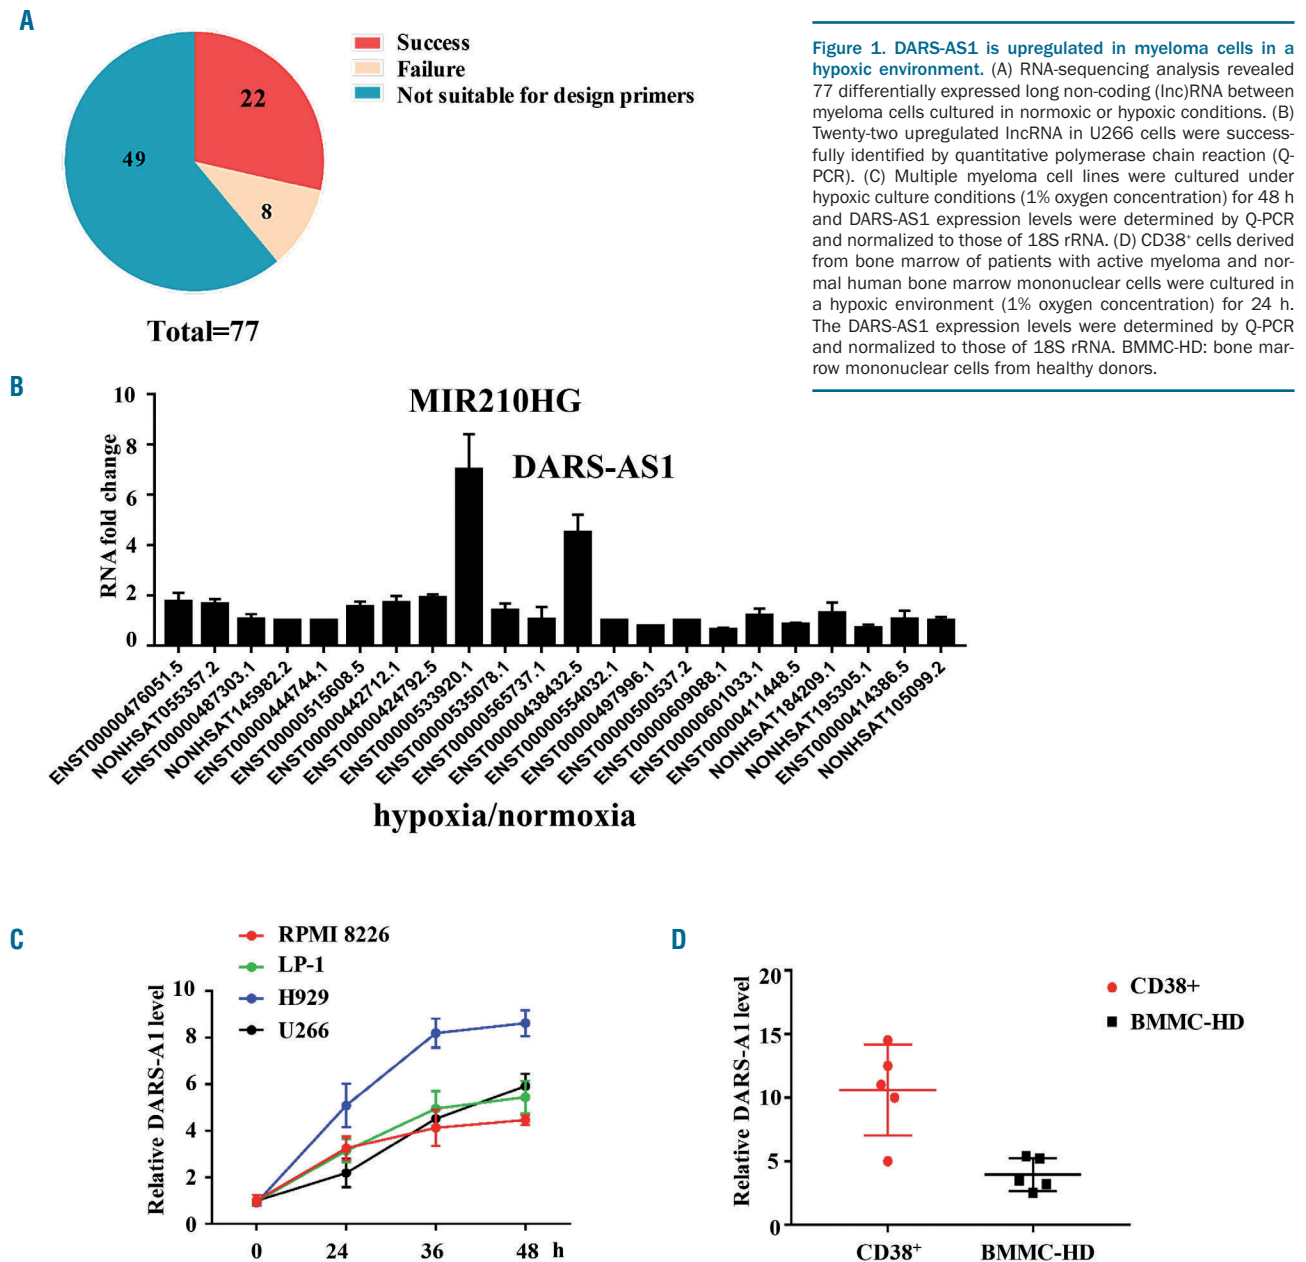 A
Success
Failure
Not suitable for design primers
22
49
8
Total=77
Figure 1. DARS-AS1 is upregulated in myeloma cells in a
hypoxic environment. (A) RNA-sequencing analysis revealed
77 differentially expressed long non-coding (lnc)RNA between
myeloma cells cultured in normoxic or hypoxic conditions. (B)
Twenty-two upregulated lncRNA in U266 cells were success-
fully identified by quantitative polymerase chain reaction (Q-
PCR). (C) Multiple myeloma cell lines were cultured under
hypoxic culture conditions (1% oxygen concentration) for 48 h
and DARS-AS1 expression levels were determined by Q-PCR
and normalized to those of 18S rRNA. (D) CD38⁺ cells derived
from bone marrow of patients with active myeloma and nor-
mal human bone marrow mononuclear cells were cultured in
a hypoxic environment (1% oxygen concentration) for 24 h.
The DARS-AS1 expression levels were determined by Q-PCR
and normalized to those of 18S rRNA. BMMC-HD: bone mar-
row mononuclear cells from healthy donors.
B
RNA fold change
10
8
6
4
2
0
MIR210HG
DARS-AS1
ENST00000476051.5
NONHSAT055357.2
ENST00000487303.1
NONHSAT145982.2
ENST00000444744.1
ENST00000515608.5
ENST00000442712.1
ENST00000424792.5
ENST00000533920.1
ENST00000535078.1
ENST00000565737.1
ENST00000438432.5
ENST00000554032.1
ENST00000497996.1
ENST00000500537.2
ENST00000609088.1
ENST00000601033.1
ENST00000411448.5
NONHSAT184209.1
NONHSAT195305.1
ENST00000414386.5
NONHSAT105099.2
hypoxia/normoxia
C
RPMI 8226
LP-1
H929
U266
Relative DARS-A1 level
10
8
6
4
2
0
0 24 36 48 h
D
Relative DARS-A1 level
20
15
10
5
0
CD38+
BMMC-HD
CD38⁺ BMMC-HD